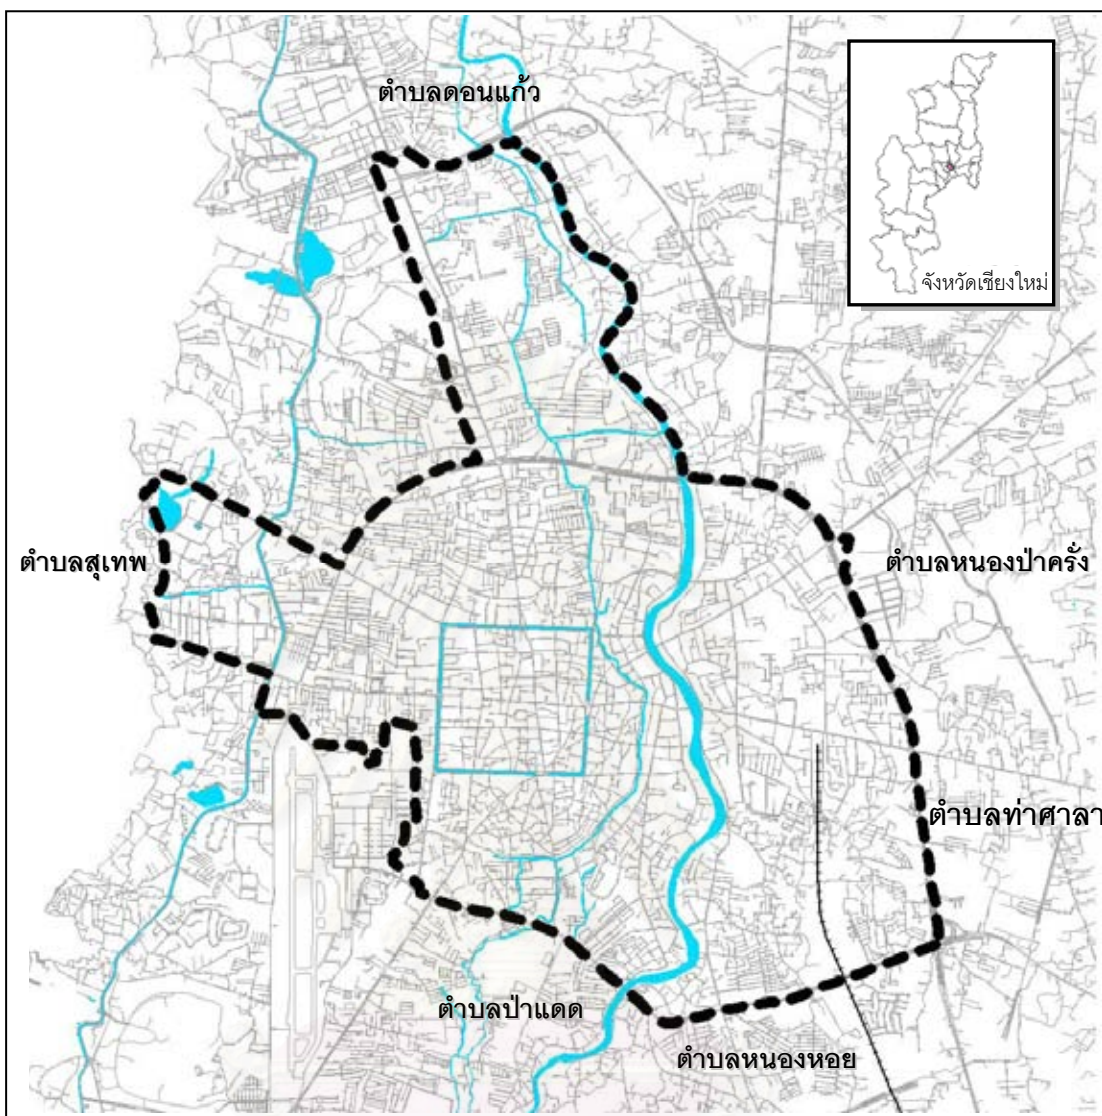 ตำบลดอนแก้ว
จังหวัดเชียงใหม่
ตำบลสุเทพ
ตำบลหนองป่าครั่ง
ตำบลท่าศาลา
ตำบลป่าแดด
ตำบลหนองหอย